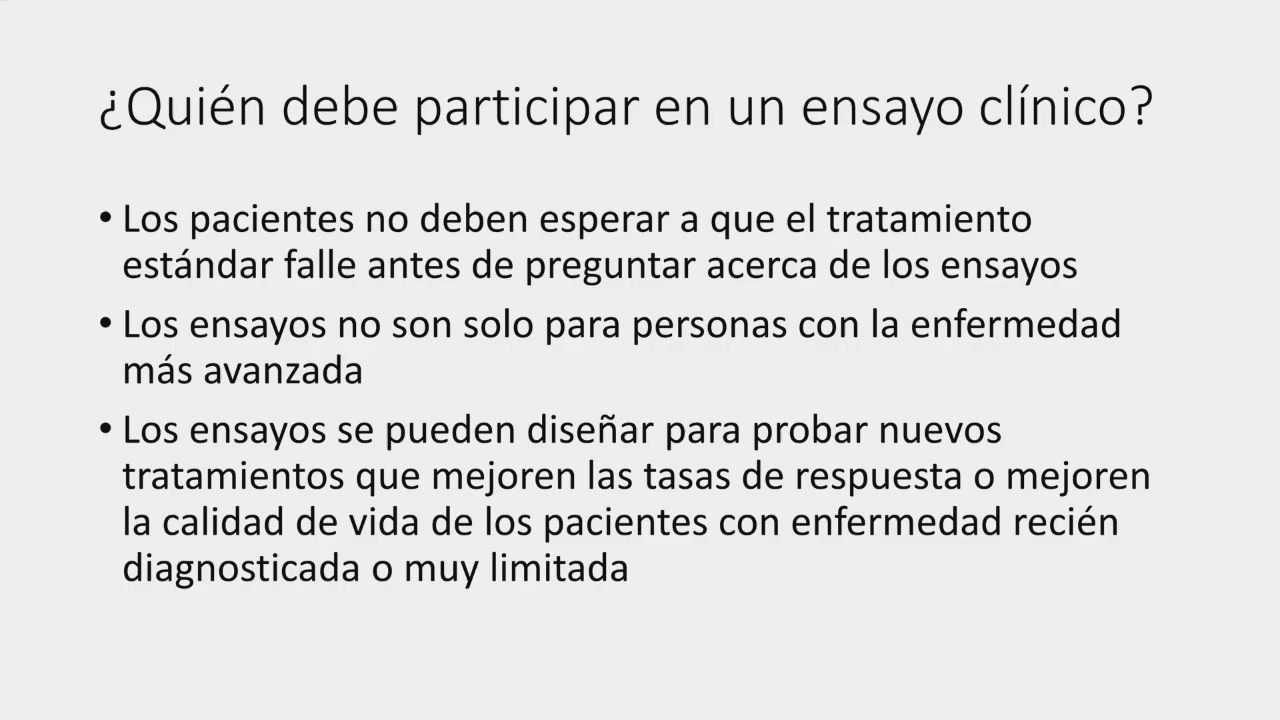 ¿Quién debe participar en un ensayo clínico?
• Los pacientes no deben esperar a que el tratamiento
estándar falle antes de preguntar acerca de los ensayos
• Los ensayos no son solo para personas con la enfermedad
más avanzada
• Los ensayos se pueden diseñar para probar nuevos
tratamientos que mejoren las tasas de respuesta o mejoren
la calidad de vida de los pacientes con enfermedad recién
diagnosticada o muy limitada